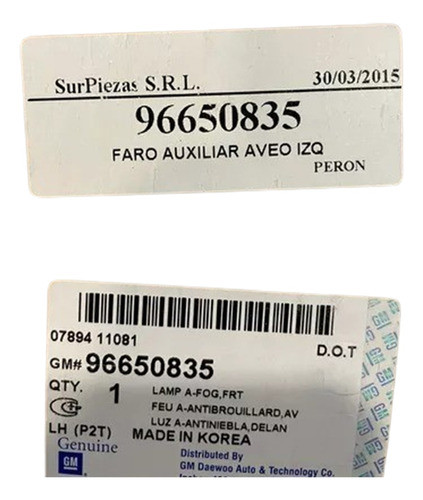 SurPiezas S.R.L. 30/03/2015
96650835
FARO AUXILIAR AVEO IZQ
PERON
07894 11081
D.O.T
GM# 96650835
QTY. 1
LAMP A-FOG,FRT
FEU A-ANTIBROUILLARD,AV
LUZ A-ANTINIEBLA,DELAN
LH (P2T) MADE IN KOREA
Genuine
GM
Distributed By
GM Daewoo Auto & Technology Co.